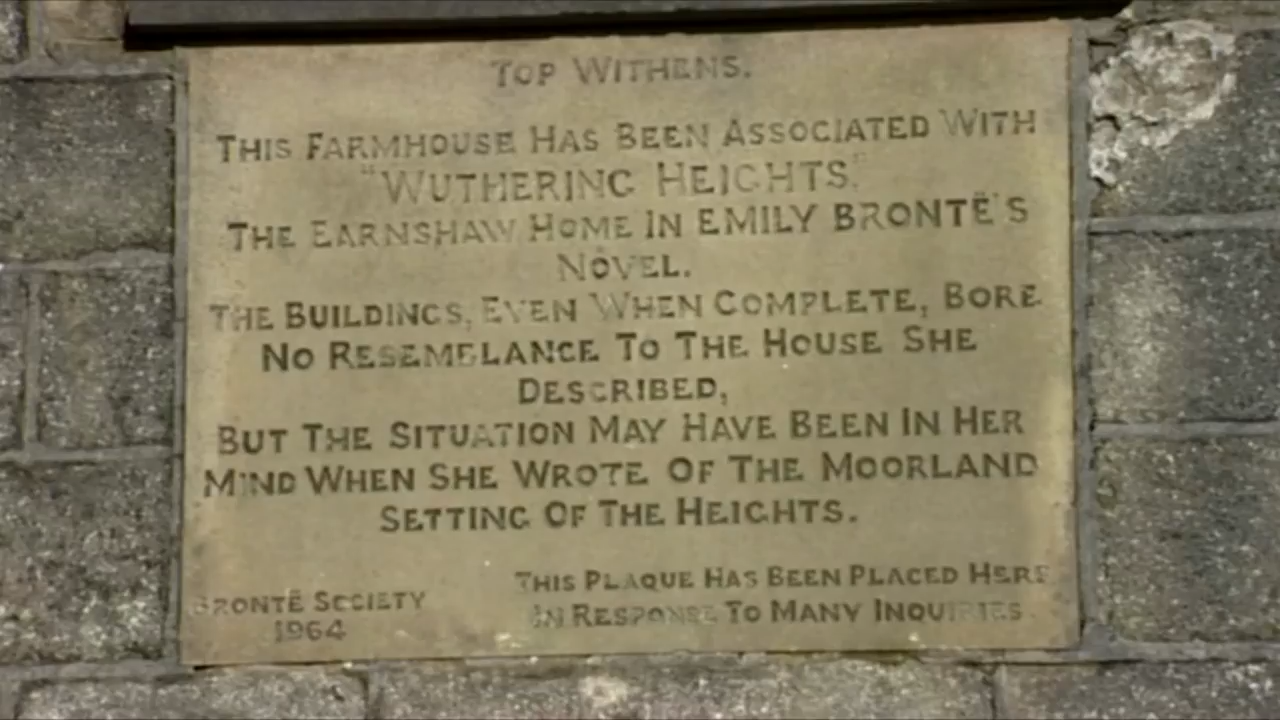 TOP WITHENS.
THIS FARMHOUSE HAS BEEN ASSOCIATED WITH
"WUTHERING HEIGHTS,"
THE EARNSHAW HOME IN EMILY BRONTË'S
NOVEL.
THE BUILDINGS, EVEN WHEN COMPLETE, BORE
NO RESEMBLANCE TO THE HOUSE SHE
DESCRIBED,
BUT THE SITUATION MAY HAVE BEEN IN HER
MIND WHEN SHE WROTE OF THE MOORLAND
SETTING OF THE HEIGHTS.
BRONTË SOCIETY
1964
THIS PLAQUE HAS BEEN PLACED HERE
IN RESPONSE TO MANY INQUIRIES